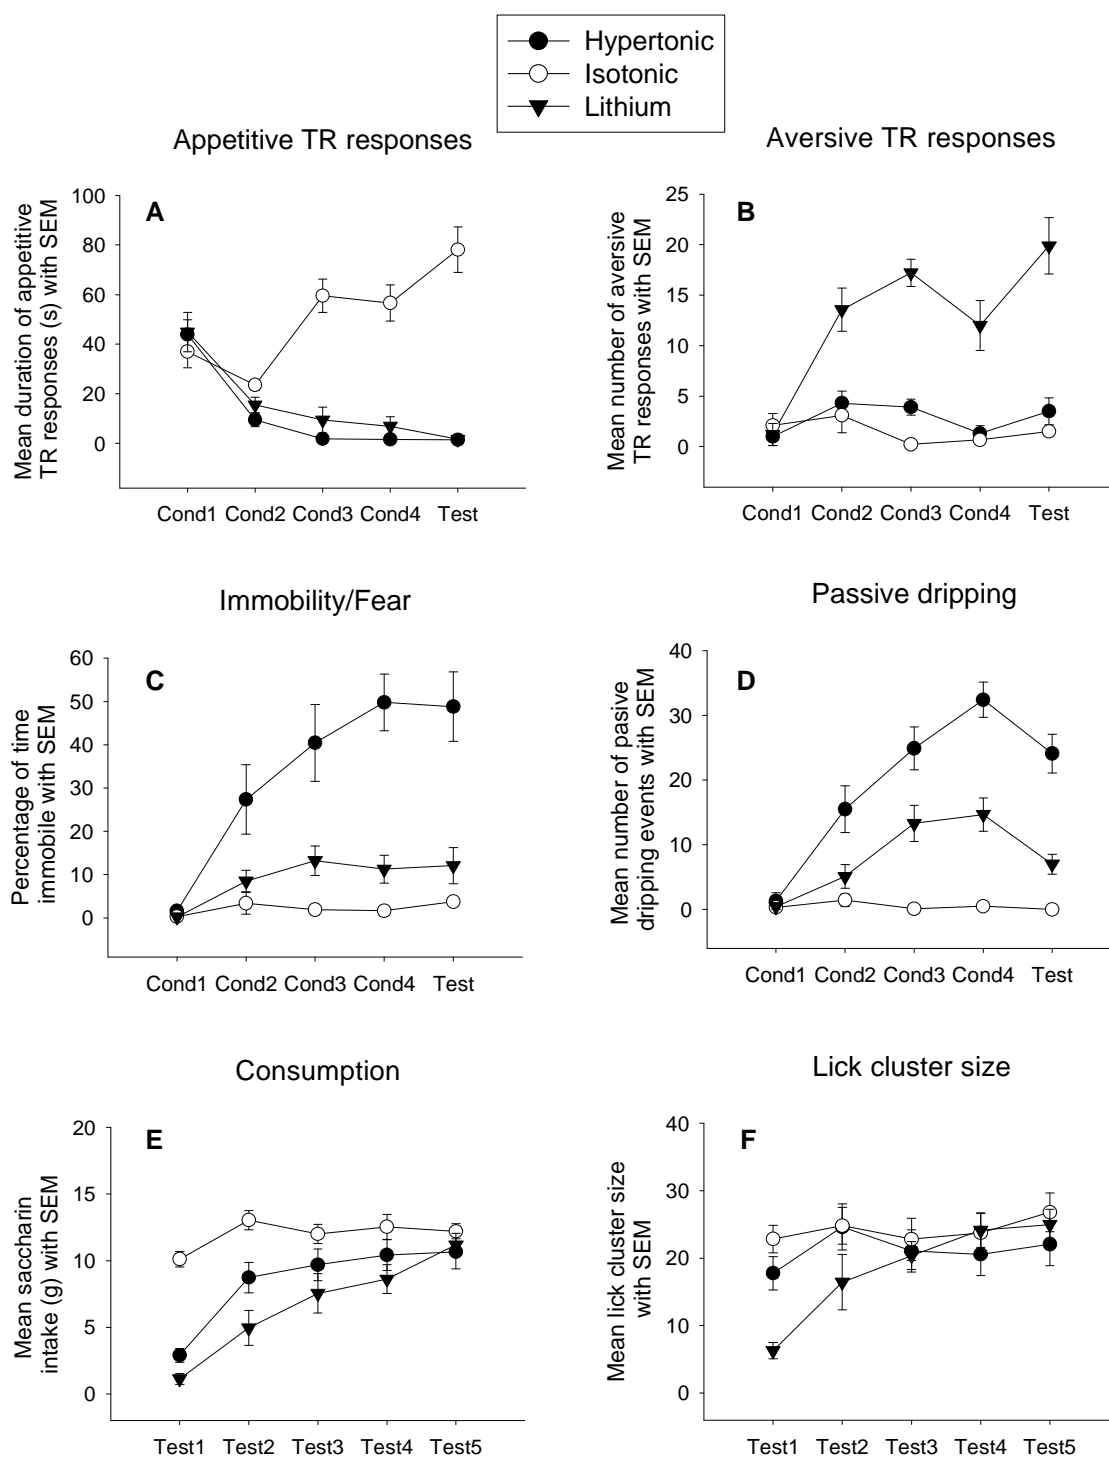 Hypertonic
Isotonic
Lithium
Appetitive TR responses
Mean duration of appetitive
TR responses (s) with SEM
A
100
80
60
40
20
0
Cond1 Cond2 Cond3 Cond4 Test
Aversive TR responses
Mean number of aversive
TR responses with SEM
B
25
20
15
10
5
0
Cond1 Cond2 Cond3 Cond4 Test
Immobility/Fear
Percentage of time
immobile with SEM
C
60
50
40
30
20
10
0
Cond1 Cond2 Cond3 Cond4 Test
Passive dripping
Mean number of pasive
dripping events with SEM
D
40
30
20
10
0
Cond1 Cond2 Cond3 Cond4 Test
Consumption
Mean saccharin
intake (g) with SEM
E
20
15
10
5
0
Test1 Test2 Test3 Test4 Test5
Lick cluster size
Mean lick cluster size
with SEM
F
40
30
20
10
0
Test1 Test2 Test3 Test4 Test5